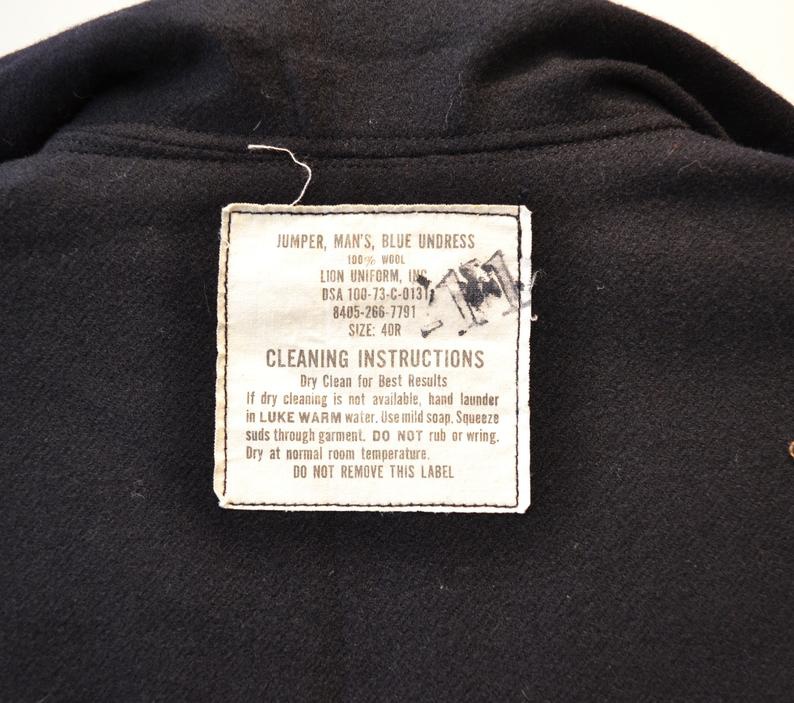 JUMPER, MAN'S, BLUE UNDRESS
100% WOOL
LION UNIFORM, INC
DSA 100-73-C-0131
8405-266-7791
SIZE: 40R
CLEANING INSTRUCTIONS
Dry Clean for Best Results
If dry cleaning is not available, hand launder
in LUKE WARM water. Use mild soap. Squeeze
suds through garment. DO NOT rub or wring.
Dry at normal room temperature.
DO NOT REMOVE THIS LABEL